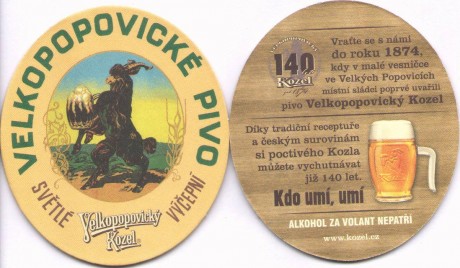 VELKOPOPOVICKÉ PIVO
SVĚTLÉ
VÝČEPNÍ
Velkopopovický
Kozel
140
Kozel
Vraťte se s námi
do roku 1874,
kdy v malé vesničce
ve Velkých Popovicích
místní sládei poprvé uvařili
pivo Velkopopovický Kozel
Díky tradiční receptuře
a českým surovinám
si poctivého Kozla
můžete vychutnávat
již 140 let.
Kdo umí, umí
ALKOHOL ZA VOLANT NEPATŘÍ
www.kozel.cz